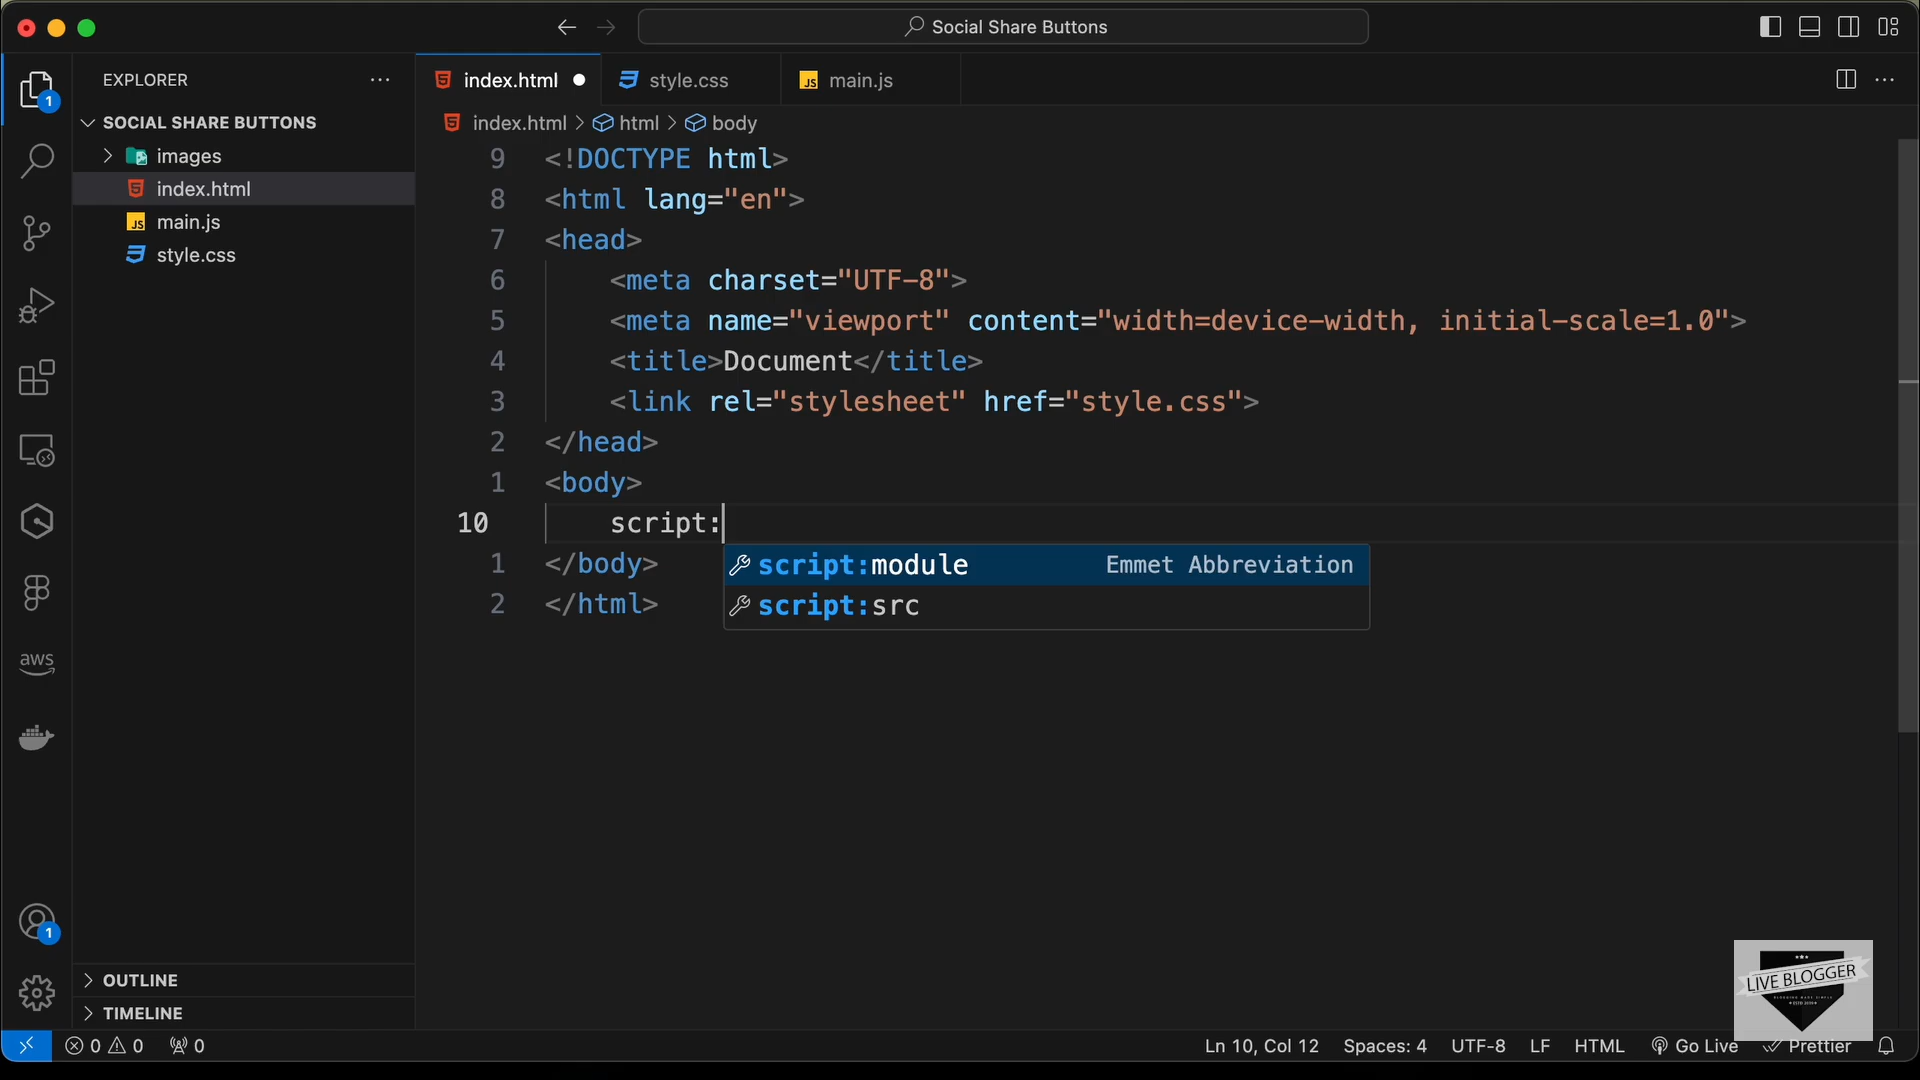 Social Share Buttons
EXPLORER
index.html
style.css
main.js
SOCIAL SHARE BUTTONS
index.html > html > body
images
index.html
main.js
style.css
9 <!DOCTYPE html>
8 <html lang="en">
7 <head>
6 <meta charset="UTF-8">
5 <meta name="viewport" content="width=device-width, initial-scale=1.0">
4 <title>Document</title>
3 <link rel="stylesheet" href="style.css">
2 </head>
1 <body>
10 script:
1 </body>
2 </html>
script:module Emmet Abbreviation
script:src
1
aws
1
OUTLINE
TIMELINE
LIVE BLOGGER
0 0 0
Ln 10, Col 12 Spaces: 4 UTF-8 LF HTML Go Live Prettier